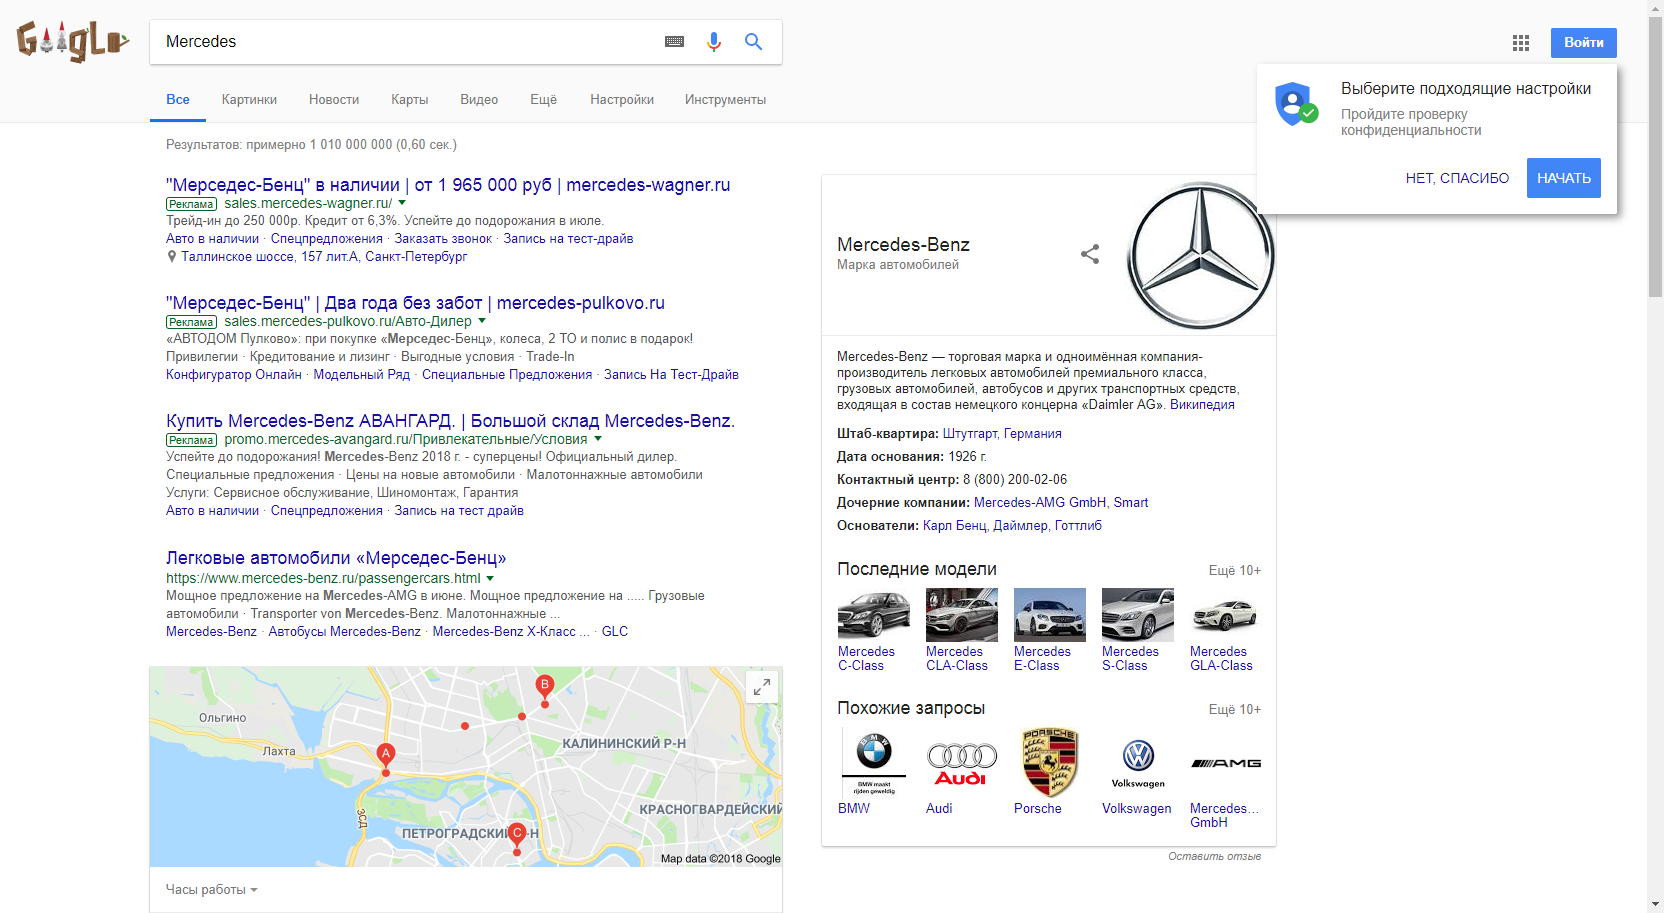 Mercedes
Войти
Все Картинки Новости Карты Видео Ещё Настройки Инструменты
Выберите подходящие настройки
Пройдите проверку
конфиденциальности
НЕТ, СПАСИБО НАЧАТЬ
Результатов: примерно 1 010 000 000 (0,60 сек.)
"Мерседес-Бенц" в наличии | от 1 965 000 руб | mercedes-wagner.ru
Реклама sales.mercedes-wagner.ru/
Трейд-ин до 250 000р. Кредит от 6,3%. Успейте до подорожания в июле.
Авто в наличии · Спецпредложения · Заказать звонок · Запись на тест-драйв
Таллинское шоссе, 157 лит.А, Санкт-Петербург
"Мерседес-Бенц" | Два года без забот | mercedes-pulkovo.ru
Реклама sales.mercedes-pulkovo.ru/Авто-Дилер
«АВТОДОМ Пулково»: при покупке «Мерседес-Бенц», колеса, 2 ТО и полис в подарок!
Привилегии · Кредитование и лизинг · Выгодные условия · Trade-In
Конфигуратор Онлайн · Модельный Ряд · Специальные Предложения · Запись На Тест-Драйв
Купить Mercedes-Benz АВАНГАРД. | Большой склад Mercedes-Benz.
Реклама promo.mercedes-avangard.ru/Привлекательные/Условия
Успейте до подорожания! Mercedes-Benz 2018 г. - суперцены! Официальный дилер.
Специальные предложения · Цены на новые автомобили · Малотоннажные автомобили
Услуги: Сервисное обслуживание, Шиномонтаж, Гарантия
Авто в наличии · Спецпредложения · Запись на тест драйв
Легковые автомобили «Мерседес-Бенц»
https://www.mercedes-benz.ru/passengercars.html
Мощное предложение на Mercedes-AMG в июне. Мощное предложение на ..... Грузовые
автомобили · Transporter von Mercedes-Benz. Малотоннажные ...
Mercedes-Benz · Автобусы Mercedes-Benz · Mercedes-Benz X-Класс ... · GLC
Ольгино
Лахта
КАЛИНИНСКИЙ Р-Н
КРАСНОГВАРДЕЙСКИЙ
ПЕТРОГРАДСКИЙ Р-Н
ЗСД
A
B
C
Map data ©2018 Google
Часы работы
Mercedes-Benz
Марка автомобилей
Mercedes-Benz — торговая марка и одноимённая компания-
производитель легковых автомобилей премиального класса,
грузовых автомобилей, автобусов и других транспортных средств,
входящая в состав немецкого концерна «Daimler AG». Википедия
Штаб-квартира: Штутгарт, Германия
Дата основания: 1926 г.
Контактный центр: 8 (800) 200-02-06
Дочерние компании: Mercedes-AMG GmbH, Smart
Основатели: Карл Бенц, Даймлер, Готтлиб
Последние модели Ещё 10+
Mercedes C-Class
Mercedes CLA-Class
Mercedes E-Class
Mercedes S-Class
Mercedes GLA-Class
Похожие запросы Ещё 10+
BMW
BMW maakt
rijden geweldig
Audi
PORSCHE
Volkswagen
AMG
BMW Audi Porsche Volkswagen Mercedes...
GmbH
Оставить отзыв